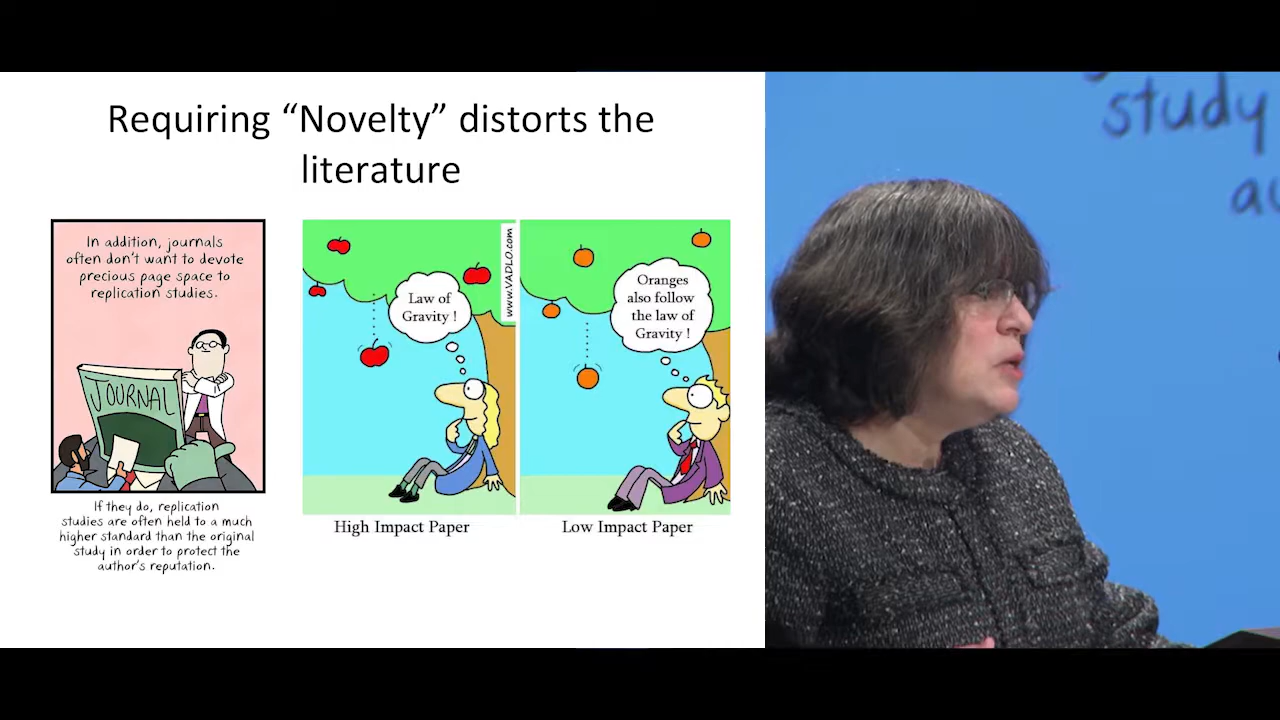 Requiring “Novelty” distorts the
literature
In addition, journals
often don't want to devote
precious page space to
replication studies.
JOURNAL
If they do, replication
studies are often held to a much
higher standard than the original
study in order to protect the
author's reputation.
Law of
Gravity !
www.VADLO.com
High Impact Paper
Oranges
also follow
the law of
Gravity !
Low Impact Paper
study